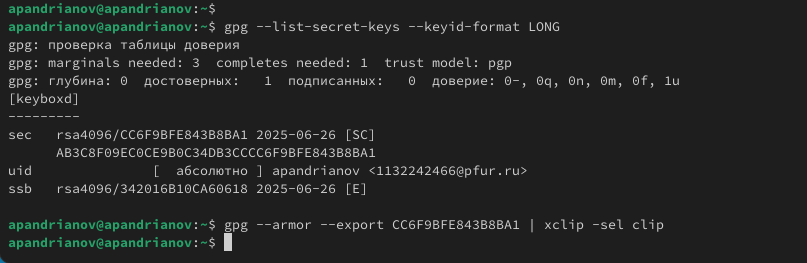 apandrianov@apandrianov:~$
apandrianov@apandrianov:~$ gpg --list-secret-keys --keyid-format LONG
gpg: проверка таблицы доверия
gpg: marginals needed: 3  completes needed: 1  trust model: pgp
gpg: глубина: 0  достоверных:   1  подписанных:   0  доверие: 0-, 0q, 0n, 0m, 0f, 1u
[keyboxd]
---------
sec   rsa4096/CC6F9BFE843B8BA1 2025-06-26 [SC]
      AB3C8F09EC0CE9B0C34DB3CCCC6F9BFE843B8BA1
uid               [  абсолютно ] apandrianov <1132242466@pfur.ru>
ssb   rsa4096/342016B10CA60618 2025-06-26 [E]

apandrianov@apandrianov:~$ gpg --armor --export CC6F9BFE843B8BA1 | xclip -sel clip
apandrianov@apandrianov:~$